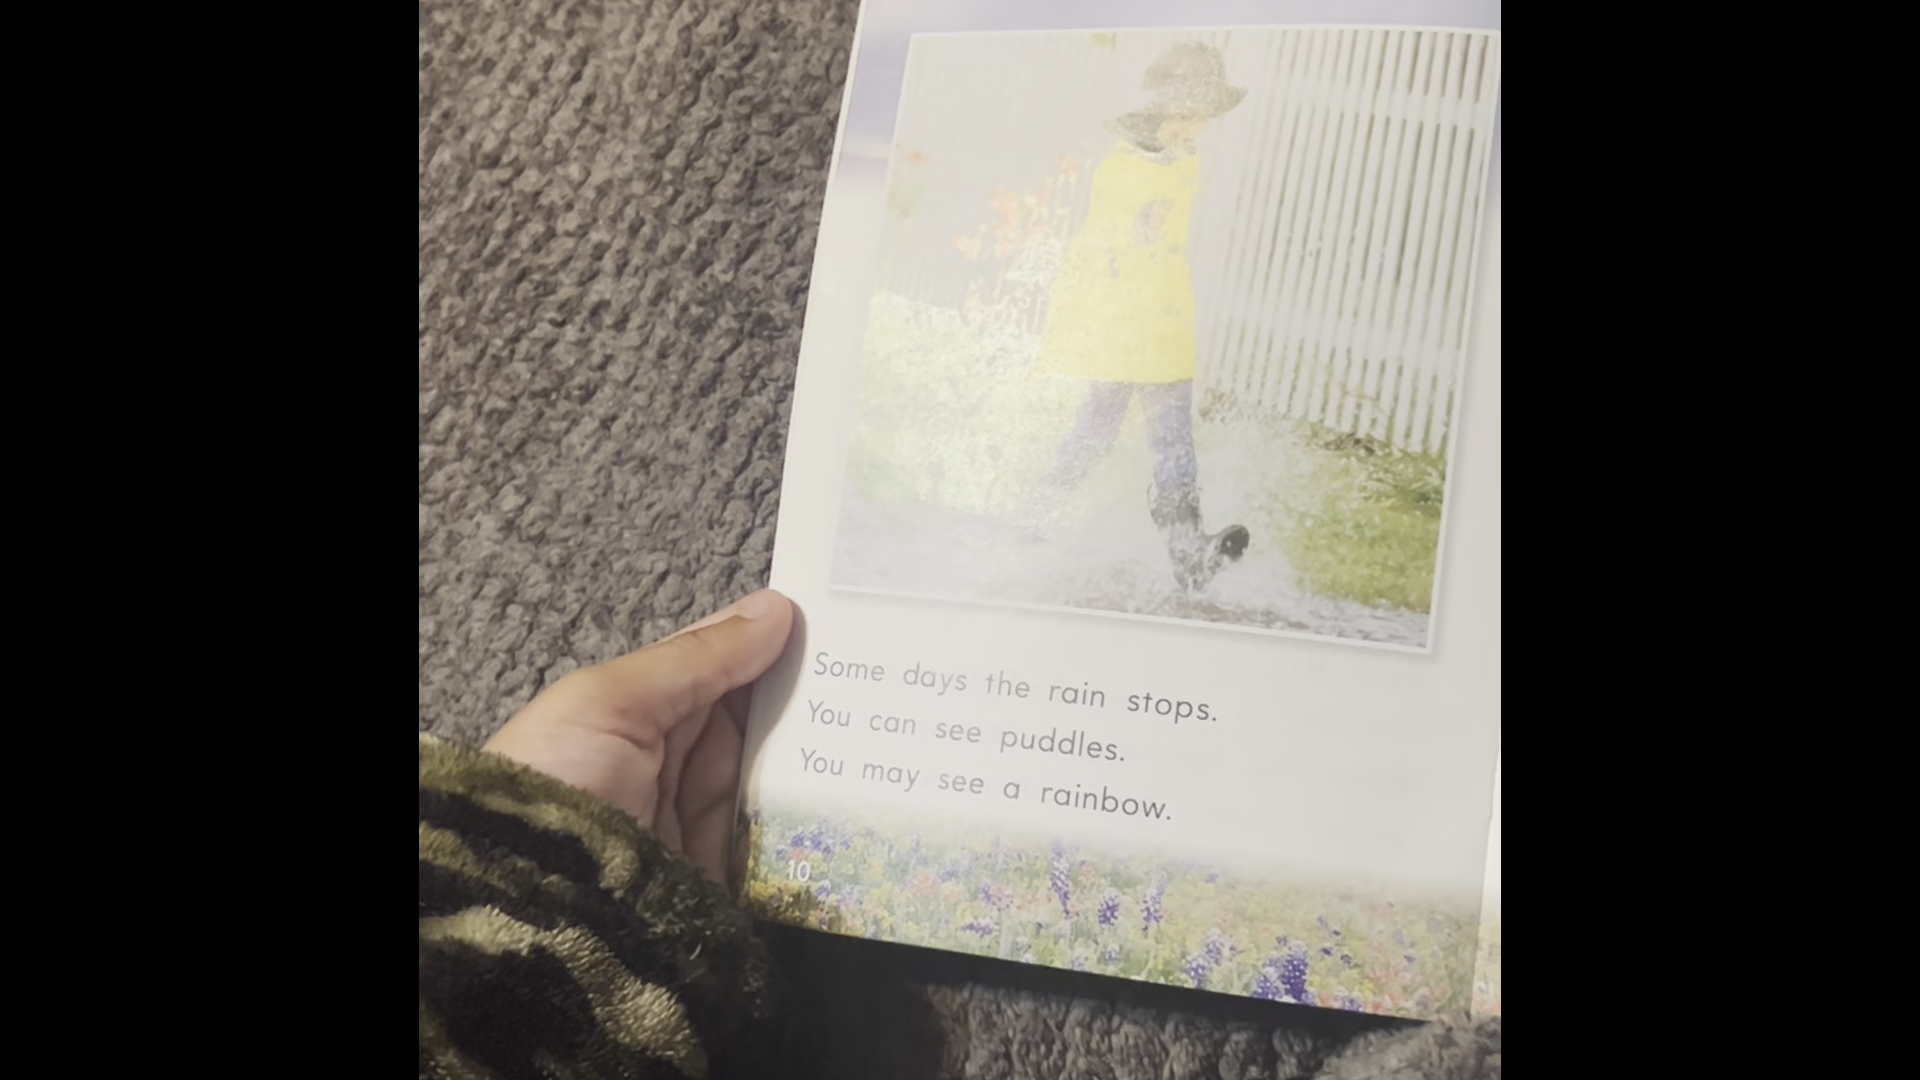 Some days the rain stops.
You can see puddles.
You may see a rainbow.
10